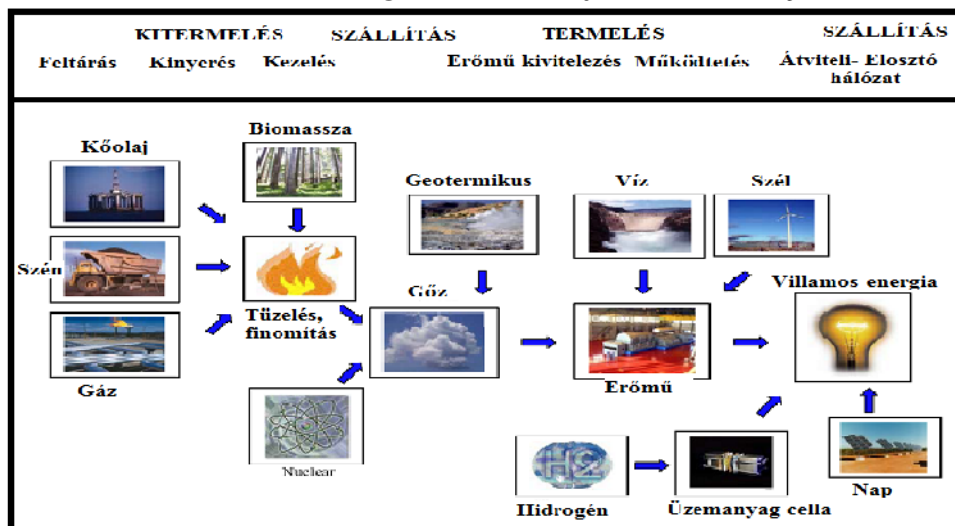 KITERMELÉS SZÁLLÍTÁS TERMELÉS SZÁLLÍTÁS
Feltárás Kinyerés Kezelés Erőmű kivitelezés Működtetés Átviteli- Elosztó
hálózat
Biomassza
Kőolaj
Geotermikus Víz Szél
Szén
Villamos energia
Gőz
Tüzelés,
finomítás
Gáz
Erőmű
Nuclear
H2
Hidrogén
Üzemanyag cella
Nap